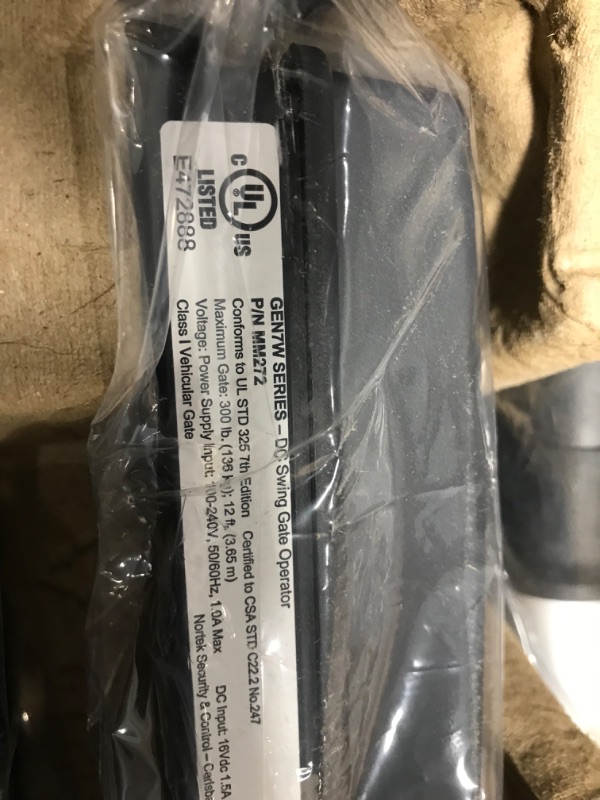 C UL US
LISTED
E472888
GEN7W SERIES – DC Swing Gate Operator
P/N MM272
Conforms to UL STD 325 7th Edition Certified to CSA STD C22.2 No.247
Maximum Gate: 300 lb. (136 kg); 12 ft. (3.65 m)
Voltage: Power Supply Input: 100-240V, 50/60Hz, 1.0A Max DC Input: 16Vdc 1.5A
Class I Vehicular Gate
Nortek Security & Control –